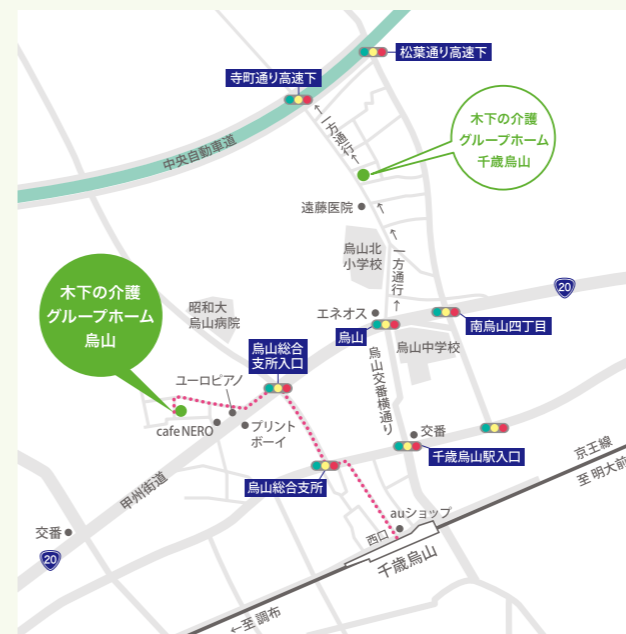 松葉通り高速下
寺町通り高速下
木下の介護
グループホーム
千歳烏山
←一方通行←
中央自動車道
遠藤医院
烏山北
小学校
←一方通行←
20
木下の介護
グループホーム
烏山
昭和大
烏山病院
エネオス
烏山
南烏山四丁目
烏山中学校
烏山総合
支所入口
烏山交番横通り
ユーロピアノ
cafe NERO
プリント
ボーイ
交番
千歳烏山駅入口
京王線
至 明大前
烏山総合支所
甲州街道
auショップ
西口
千歳烏山
交番
20
←至 調布